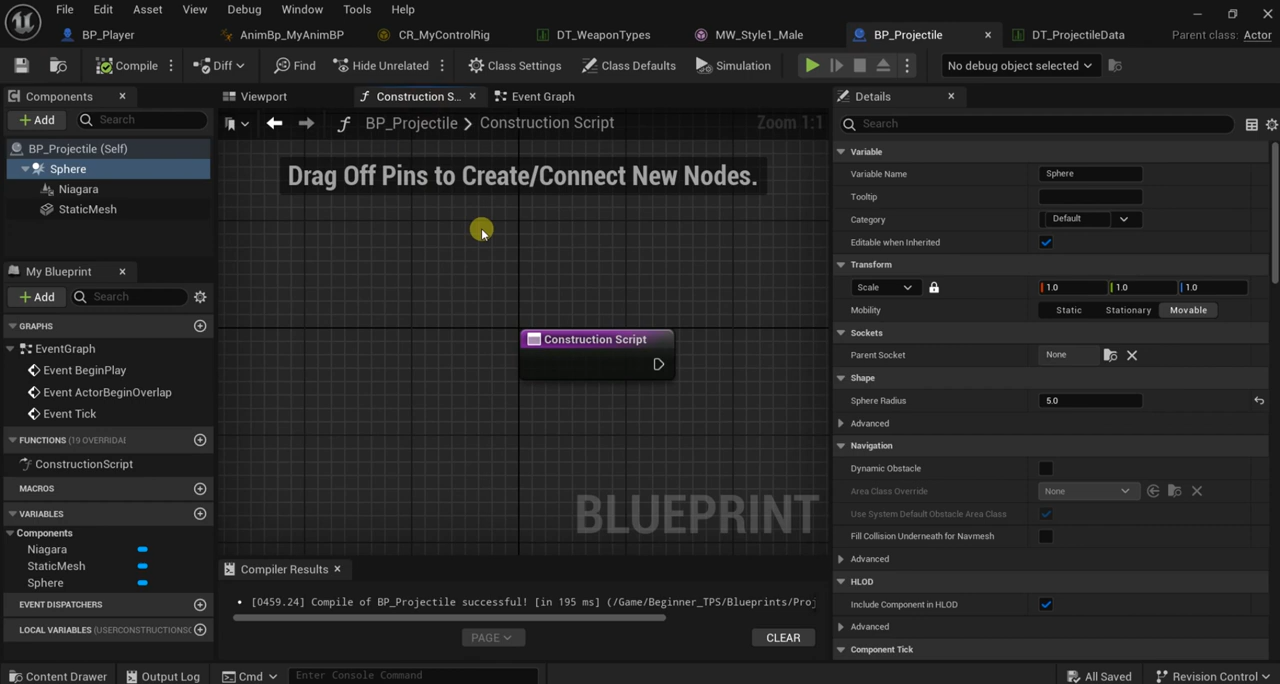 File Edit Asset View Debug Window Tools Help
BP_Player AnimBp_MyAnimBP CR_MyControlRig DT_WeaponTypes MW_Style1_Male BP_Projectile DT_ProjectileData Parent class: Actor
Compile Diff Find Hide Unrelated Class Settings Class Defaults Simulation No debug object selected
Components Viewport Construction S... Event Graph Details
+ Add Search BP_Projectile > Construction Script Zoom 1:1 Search
BP_Projectile (Self)
Sphere
Niagara
StaticMesh
Drag Off Pins to Create/Connect New Nodes.
Construction Script
BLUEPRINT
My Blueprint
+ Add Search
GRAPHS
EventGraph
Event BeginPlay
Event ActorBeginOverlap
Event Tick
FUNCTIONS (19 OVERRIDAI
ConstructionScript
MACROS
VARIABLES
Components
Niagara
StaticMesh
Sphere
EVENT DISPATCHERS
LOCAL VARIABLES (USERCONSTRUCTIONSC
Compiler Results
[0459.24] Compile of BP_Projectile successful! [in 195 ms] (/Game/Beginner_TPS/Blueprints/Proj
PAGE CLEAR
Variable
Variable Name Sphere
Tooltip
Category Default
Editable when Inherited
Transform
Scale 1.0 1.0 1.0
Mobility Static Stationary Movable
Sockets
Parent Socket None
Shape
Sphere Radius 5.0
Advanced
Navigation
Dynamic Obstacle
Area Class Override None
Use System Default Obstacle Area Class
Fill Collision Underneath for Navmesh
Advanced
HLOD
Include Component in HLOD
Advanced
Component Tick
Content Drawer Output Log Cmd Enter Console Command All Saved Revision Control